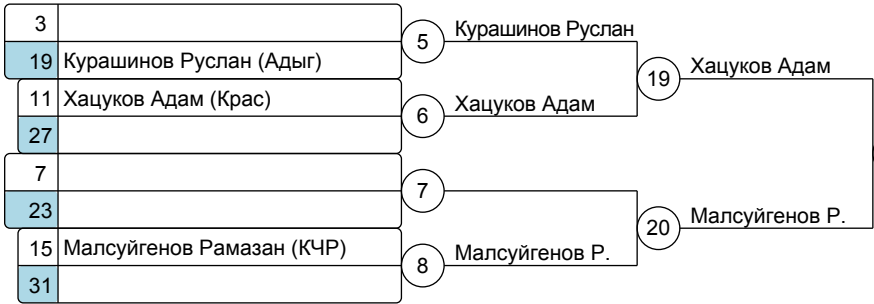 3
19 Курашинов Руслан (Адыг)
5
Курашинов Руслан
11 Хацуков Адам (Крас)
27
6
Хацуков Адам
19
Хацуков Адам
7
23
7
15 Малсуйгенов Рамазан (КЧР)
31
8
Малсуйгенов Р.
20
Малсуйгенов Р.